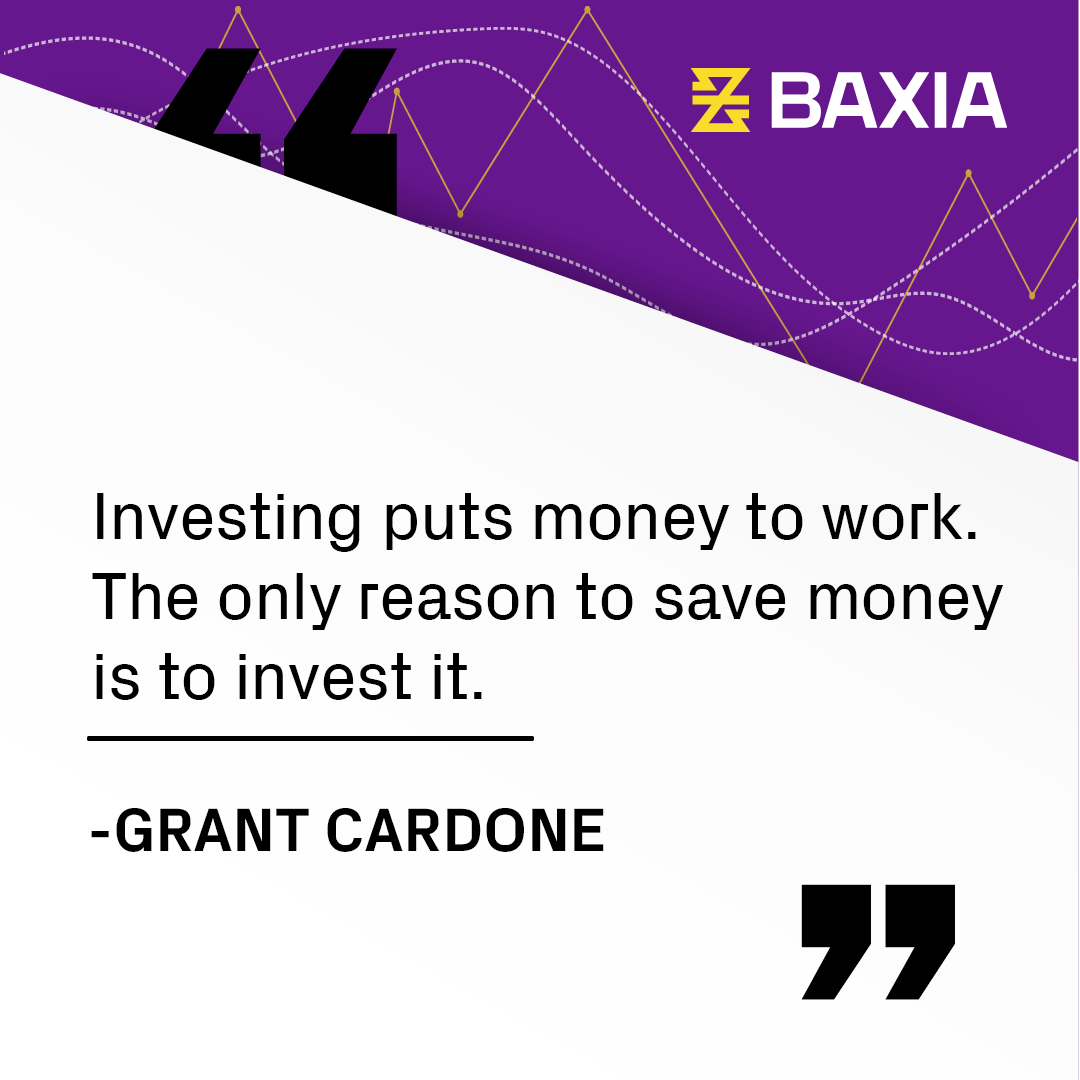 BAXIA
Investing puts money to work.
The only reason to save money
is to invest it.
-GRANT CARDONE